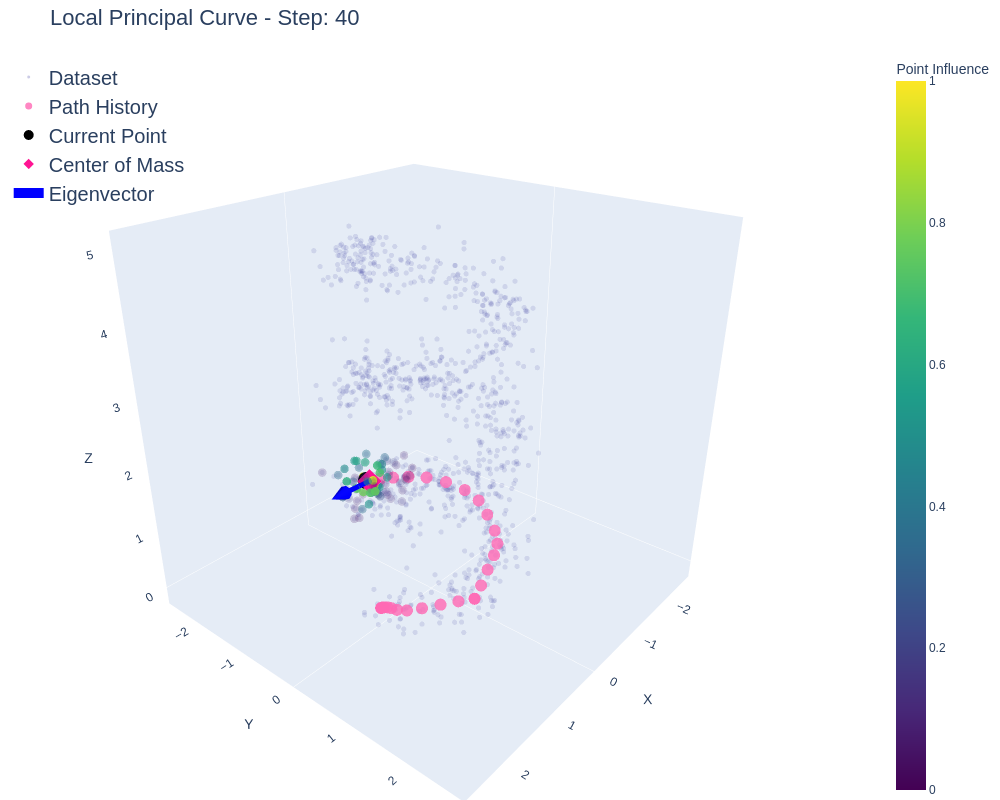 Local Principal Curve - Step: 40
Dataset
Path History
Current Point
Center of Mass
Eigenvector
Point Influence
1
0.8
0.6
0.4
0.2
0
5
4
3
2
1
0
Z
−2
−1
0
1
2
Y
−2
−1
0
1
2
X